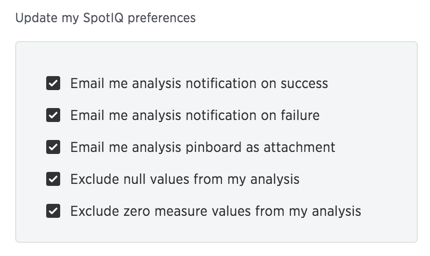 Update my SpotIQ preferences
Email me analysis notification on success
Email me analysis notification on failure
Email me analysis pinboard as attachment
Exclude null values from my analysis
Exclude zero measure values from my analysis